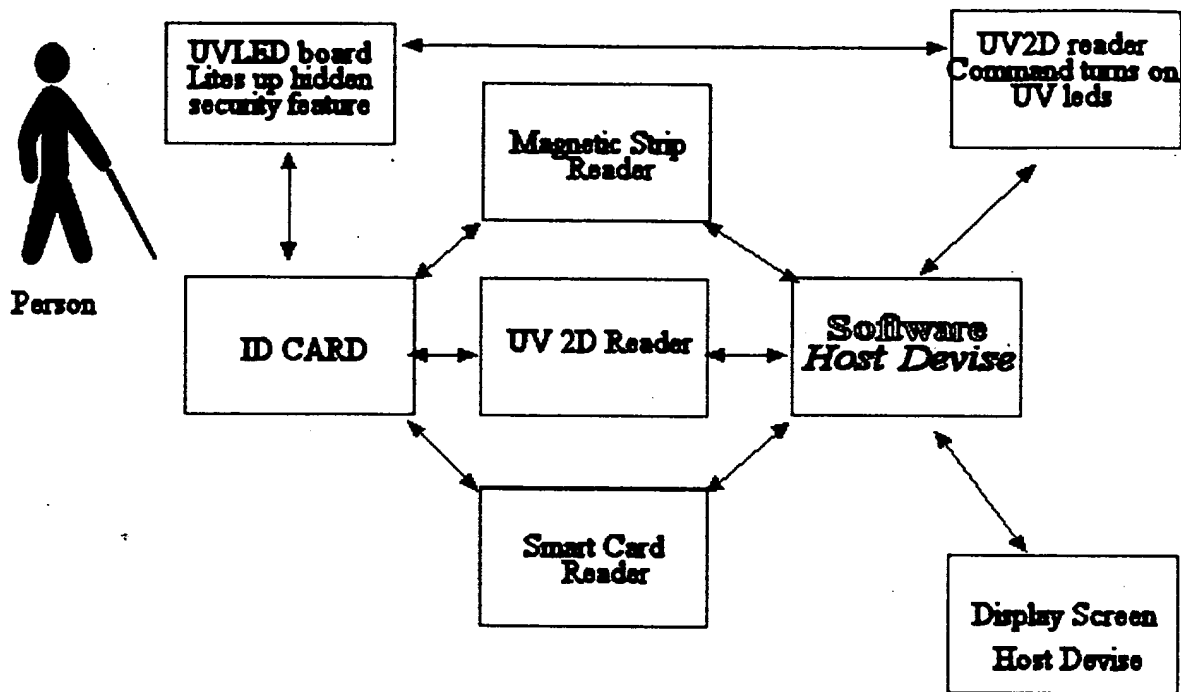 UVLED board
Lites up hidden
security feature
UV2D reader
Command turns on
UV leds
Magnetic Strip
Reader
Person
ID CARD
UV 2D Reader
Software
Host Devise
Smart Card
Reader
Display Screen
Host Devise